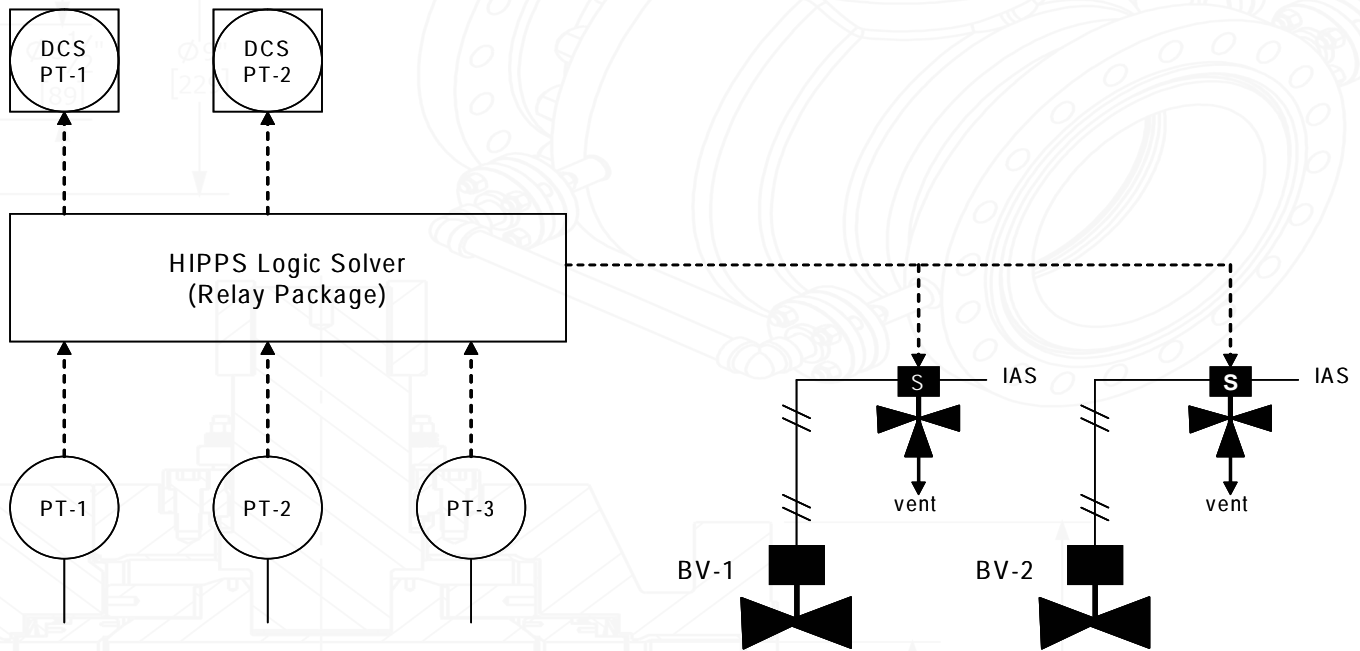 DCS
PT-1
DCS
PT-2
HIPPS Logic Solver
(Relay Package)
S
IAS
S
IAS
vent
vent
PT-1
PT-2
PT-3
BV-1
BV-2